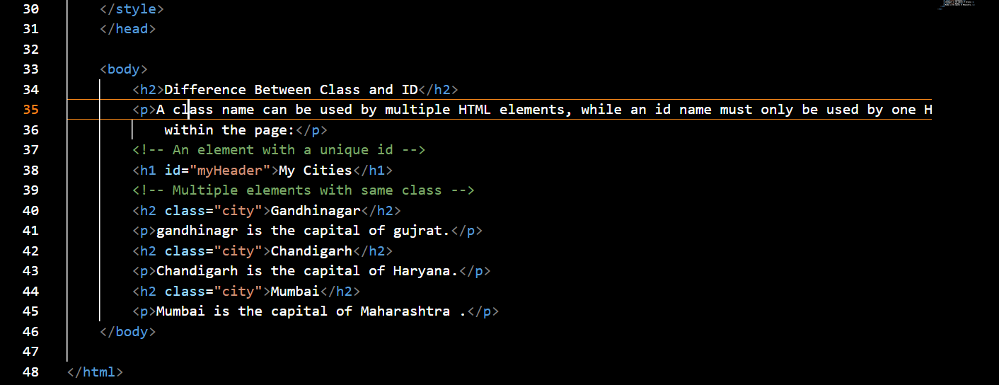 30 </style>
31 </head>
32
33 <body>
34 <h2>Difference Between Class and ID</h2>
35 <p>A class name can be used by multiple HTML elements, while an id name must only be used by one H
36 within the page:</p>
37 <!-- An element with a unique id -->
38 <h1 id="myHeader">My Cities</h1>
39 <!-- Multiple elements with same class -->
40 <h2 class="city">Gandhinagar</h2>
41 <p>gandhinagr is the capital of gujrat.</p>
42 <h2 class="city">Chandigarh</h2>
43 <p>Chandigarh is the capital of Haryana.</p>
44 <h2 class="city">Mumbai</h2>
45 <p>Mumbai is the capital of Maharashtra .</p>
46 </body>
47
48 </html>